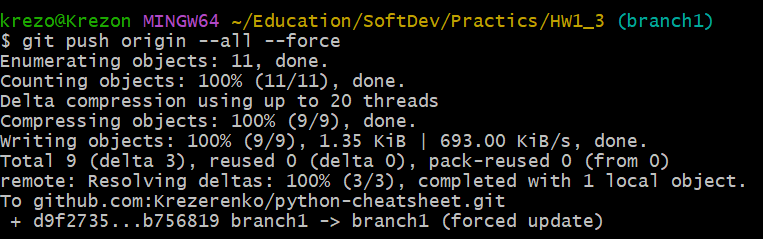 krezo@Krezon MINGW64 ~/Education/SoftDev/Practics/HW1_3 (branch1)
$ git push origin --all --force
Enumerating objects: 11, done.
Counting objects: 100% (11/11), done.
Delta compression using up to 20 threads
Compressing objects: 100% (9/9), done.
Writing objects: 100% (9/9), 1.35 KiB | 693.00 KiB/s, done.
Total 9 (delta 3), reused 0 (delta 0), pack-reused 0 (from 0)
remote: Resolving deltas: 100% (3/3), completed with 1 local object.
To github.com:Krezerenko/python-cheatsheet.git
 + d9f2735...b756819 branch1 -> branch1 (forced update)